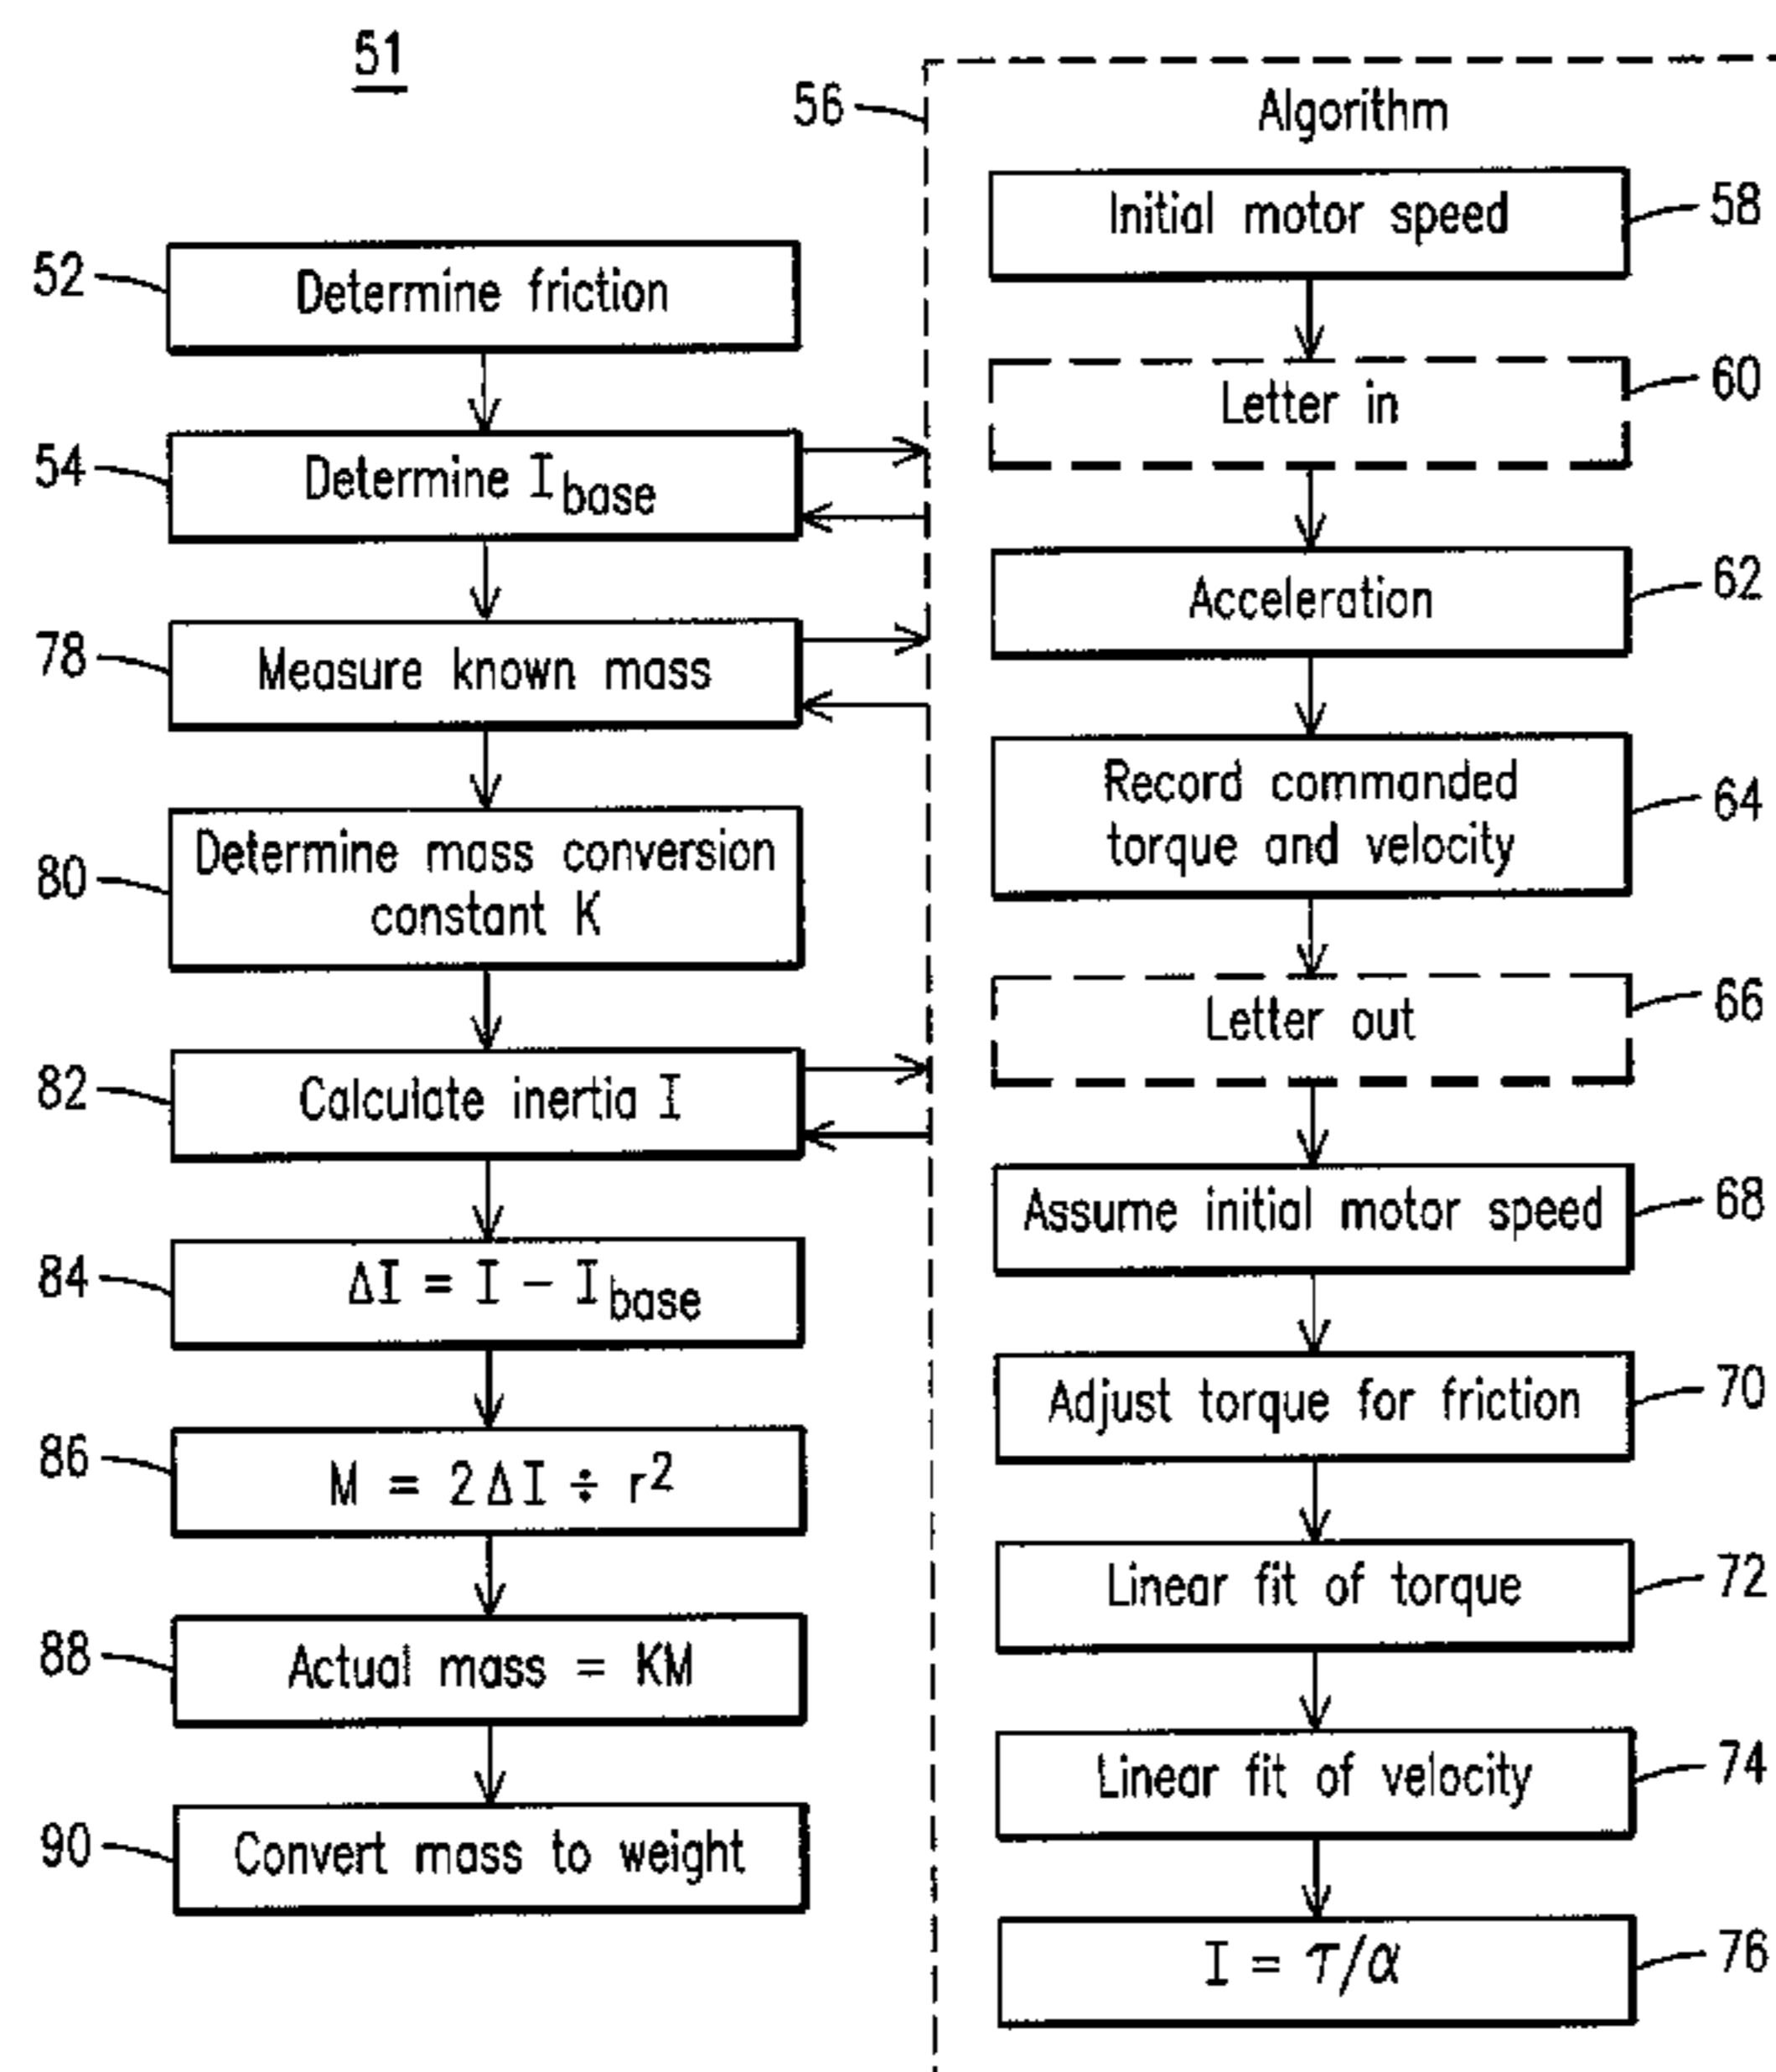 51
52
Determine friction
54
Determine I base
78
Measure known mass
80
Determine mass conversion
constant K
82
Calculate inertia I
84
ΔI = I – I base
86
M = 2ΔI ÷ r²
88
Actual mass = KM
90
Convert mass to weight
56
Algorithm
Initial motor speed
58
Letter in
60
Acceleration
62
Record commanded
torque and velocity
64
Letter out
66
Assume initial motor speed
68
Adjust torque for friction
70
Linear fit of torque
72
Linear fit of velocity
74
I = τ/α
76